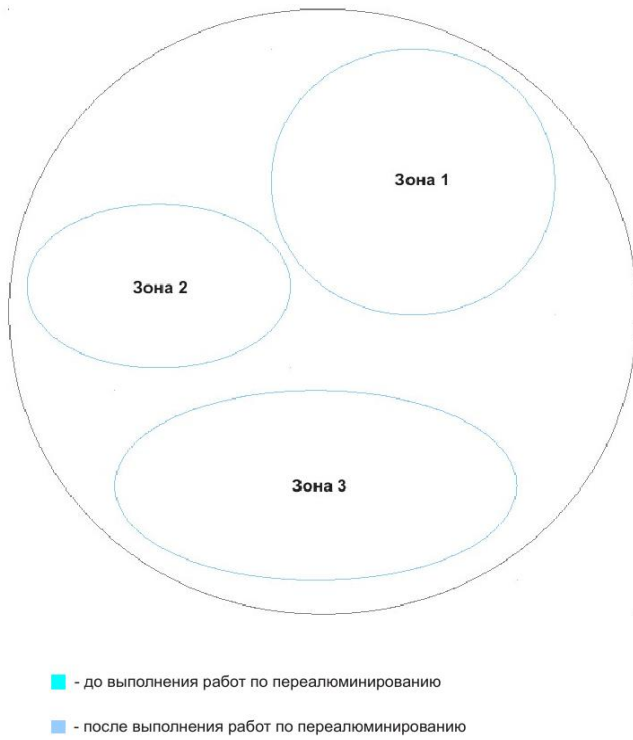 Зона 1
Зона 2
Зона 3
- до выполнения работ по переалюминированию
- после выполнения работ по переалюминированию